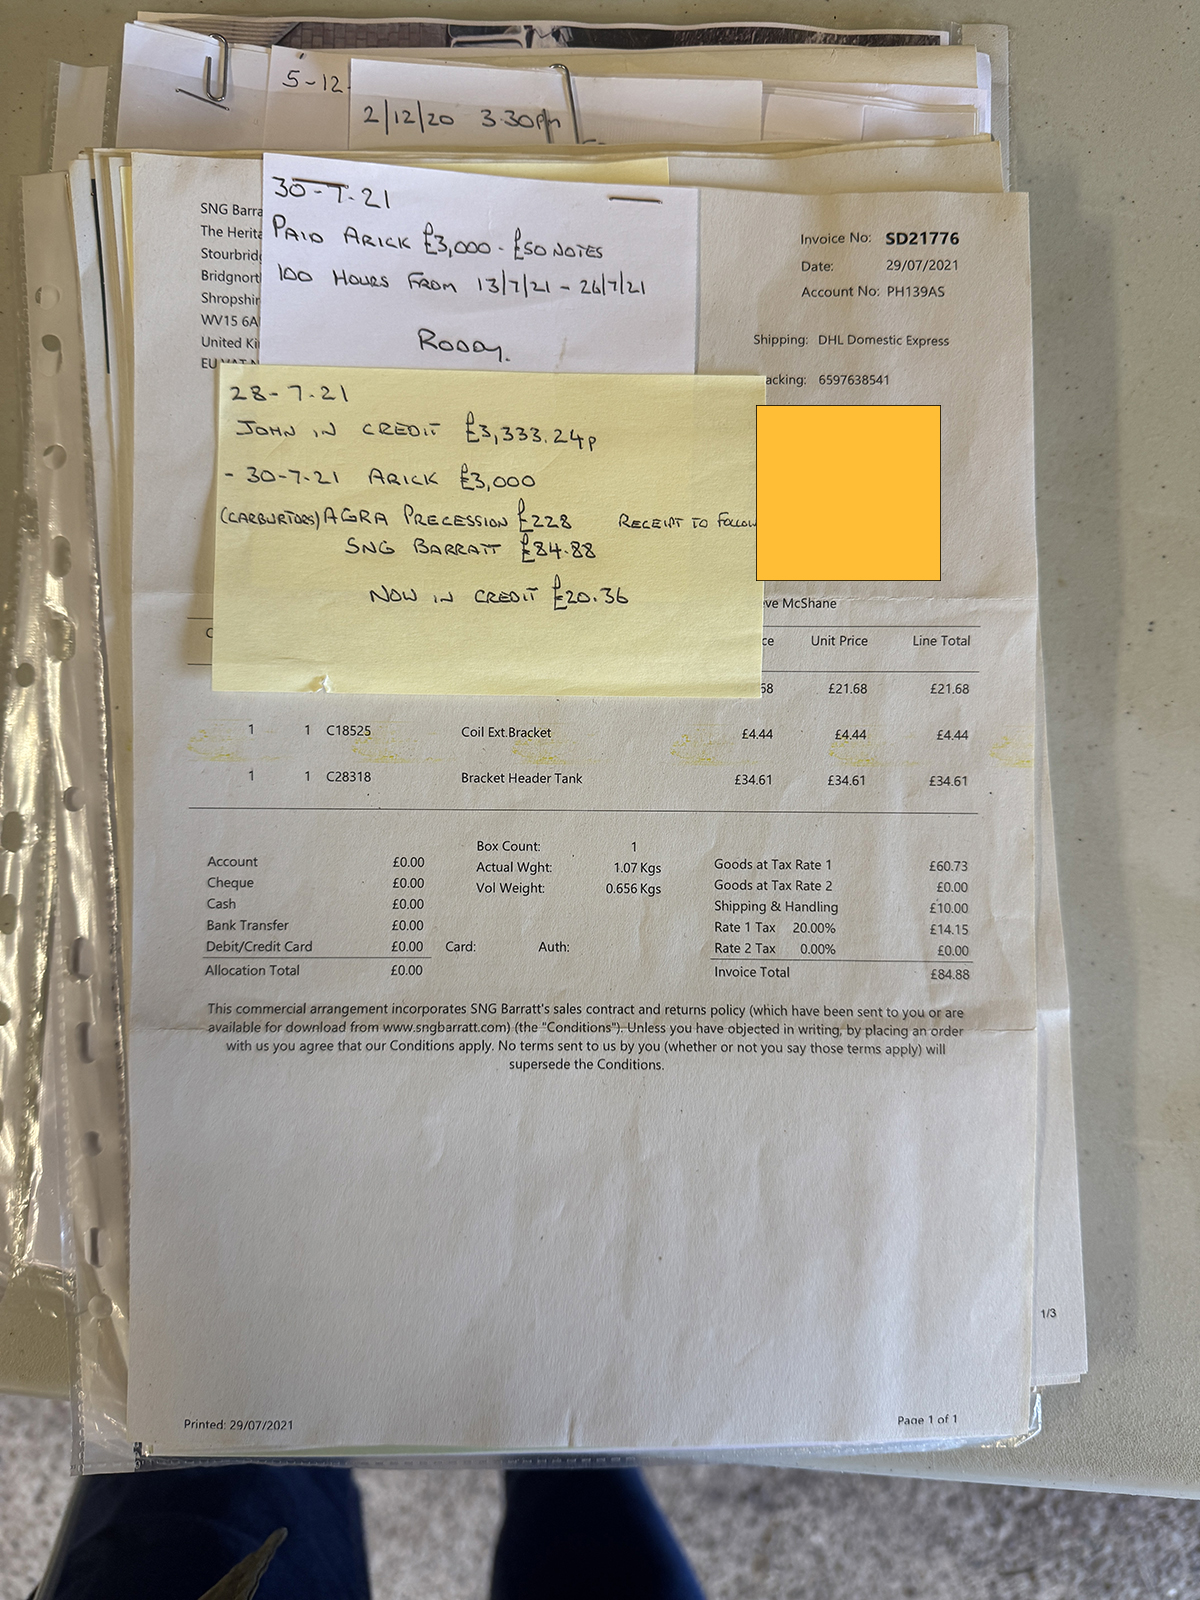 5-12
2/12/20 3.30pm
30-7-21
PAID ARICK £3,000 - £50 NOTES
100 HOURS FROM 13/7/21 - 26/7/21
RODDY.
SNG Barra
The Herita
Stourbridg
Bridgnort
Shropshir
WV15 6A
United Ki
EU VAT N
Invoice No: SD21776
Date: 29/07/2021
Account No: PH139AS
Shipping: DHL Domestic Express
acking: 6597638541
28-7-21
JOHN IN CREDIT £3,333.24p
- 30-7-21 ARICK £3,000
(CARBURTORS) AGRA PRECESSION £228 RECEIPT TO FOLLOW
SNG BARRATT £84.88
NOW IN CREDIT £20.36
eve McShane
ce Unit Price Line Total
68 £21.68 £21.68
1 1 C18525 Coil Ext.Bracket £4.44 £4.44 £4.44
1 1 C28318 Bracket Header Tank £34.61 £34.61 £34.61
Account £0.00
Cheque £0.00
Cash £0.00
Bank Transfer £0.00
Debit/Credit Card £0.00 Card: Auth:
Allocation Total £0.00
Box Count: 1
Actual Wght: 1.07 Kgs
Vol Weight: 0.656 Kgs
Goods at Tax Rate 1 £60.73
Goods at Tax Rate 2 £0.00
Shipping & Handling £10.00
Rate 1 Tax 20.00% £14.15
Rate 2 Tax 0.00% £0.00
Invoice Total £84.88
This commercial arrangement incorporates SNG Barratt's sales contract and returns policy (which have been sent to you or are
available for download from www.sngbarratt.com) (the "Conditions"). Unless you have objected in writing, by placing an order
with us you agree that our Conditions apply. No terms sent to us by you (whether or not you say those terms apply) will
supersede the Conditions.
1/3
Printed: 29/07/2021
Page 1 of 1